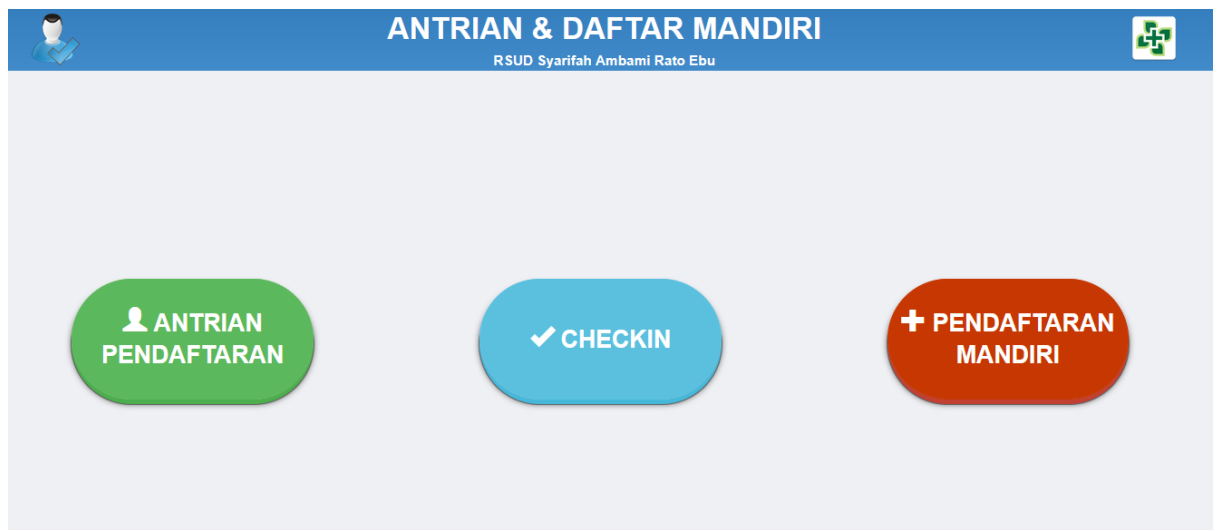 ANTRIAN & DAFTAR MANDIRI
RSUD Syarifah Ambami Rato Ebu
ANTRIAN
PENDAFTARAN
CHECKIN
PENDAFTARAN
MANDIRI